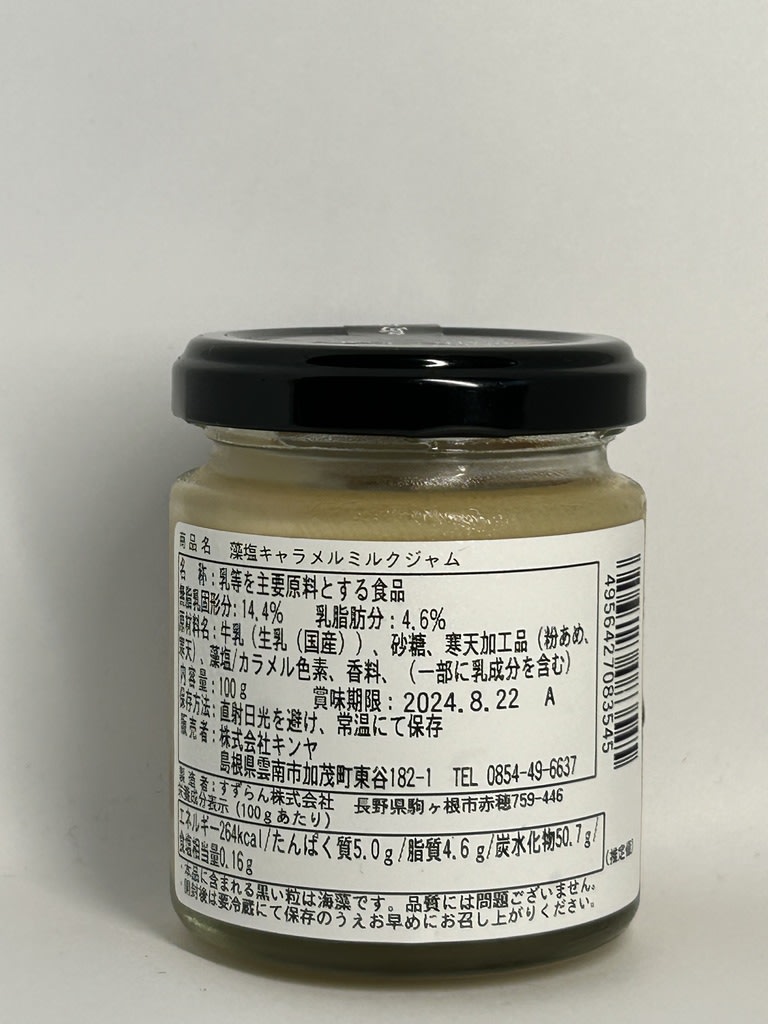 商品名 藻塩キャラメルミルクジャム
名 称：乳等を主要原料とする食品
無脂乳固形分：14.4% 乳脂肪分：4.6%
原材料名：牛乳（生乳（国産））、砂糖、寒天加工品（粉あめ、
寒天）、藻塩/カラメル色素、香料、（一部に乳成分を含む）
内容量：100g 賞味期限：2024.8.22 A
保存方法：直射日光を避け、常温にて保存
販売者：株式会社キンヤ
島根県雲南市加茂町東谷182-1 TEL 0854-49-6637
製造者：すずらん株式会社 長野県駒ヶ根市赤穂759-446
栄養成分表示（100gあたり）
エネルギー264kcal/たんぱく質5.0g/脂質4.6g/炭水化物50.7g/
食塩相当量0.16g
（推定値）
・本品に含まれる黒い粒は海藻です。品質には問題ございません。
・開封後は要冷蔵にて保存のうえお早めにお召し上がりください。
4956427083545